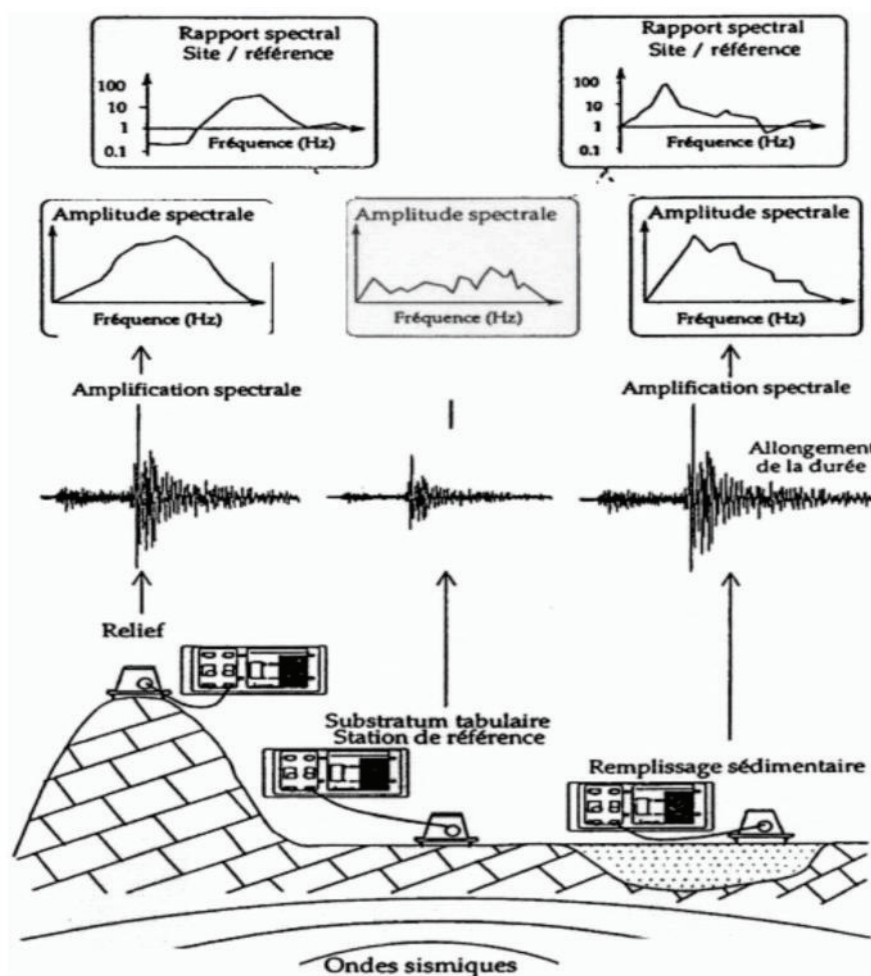 Rapport spectral
Site / référence
100
10
1
0.1
Fréquence (Hz)
Rapport spectral
Site / référence
100
10
1
0.1
Fréquence (Hz)
Amplitude spectrale
Fréquence (Hz)
Amplitude spectrale
Fréquence (Hz)
Amplitude spectrale
Fréquence (Hz)
Amplification spectrale
Amplification spectrale
Allongement
de la durée
Relief
Substratum tabulaire
Station de référence
Remplissage sédimentaire
Ondes sismiques